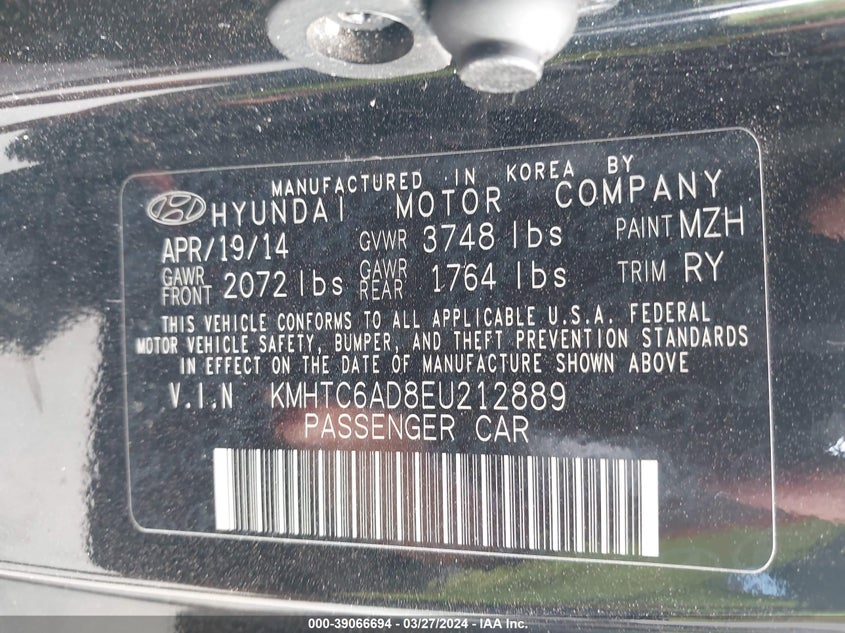 MANUFACTURED IN KOREA BY
HYUNDAI MOTOR COMPANY
APR/19/14 GVWR 3748 lbs PAINT MZH
GAWR FRONT 2072 lbs GAWR REAR 1764 lbs TRIM RY
THIS VEHICLE CONFORMS TO ALL APPLICABLE U.S.A. FEDERAL
MOTOR VEHICLE SAFETY, BUMPER, AND THEFT PREVENTION STANDARDS
IN EFFECT ON THE DATE OF MANUFACTURE SHOWN ABOVE
V.I.N KMHTC6AD8EU212889
PASSENGER CAR
000-39066694 — 03/27/2024 - IAA Inc.